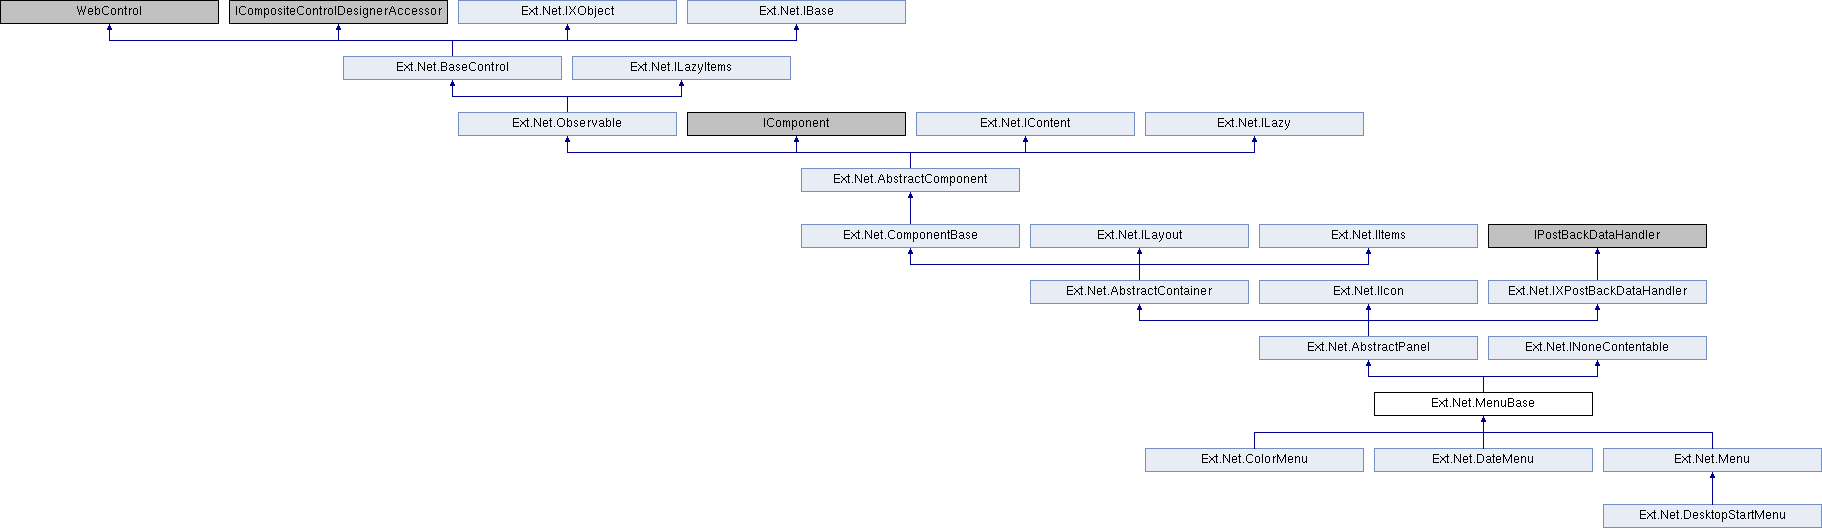 WebControl
ICompositeControlDesignerAccessor
Ext.Net.IXObject
Ext.Net.IBase
Ext.Net.BaseControl
Ext.Net.ILazyItems
Ext.Net.Observable
IComponent
Ext.Net.IContent
Ext.Net.ILazy
Ext.Net.AbstractComponent
Ext.Net.ComponentBase
Ext.Net.ILayout
Ext.Net.IItems
IPostBackDataHandler
Ext.Net.AbstractContainer
Ext.Net.IIcon
Ext.Net.IXPostBackDataHandler
Ext.Net.AbstractPanel
Ext.Net.INoneContentable
Ext.Net.MenuBase
Ext.Net.ColorMenu
Ext.Net.DateMenu
Ext.Net.Menu
Ext.Net.DesktopStartMenu